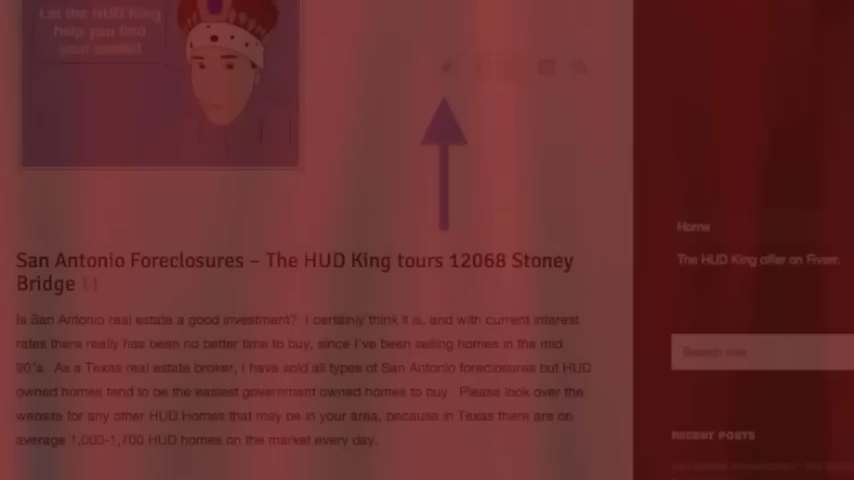 Let the HUD King
help you find
your castle!
San Antonio Foreclosures – The HUD King tours 12068 Stoney
Bridge
Is San Antonio real estate a good investment? I certainly think it is, and with current interest
rates there really has been no better time to buy, since I've been selling homes in the mid
90's. As a Texas real estate broker, I have sold all types of San Antonio foreclosures but HUD
owned homes tend to be the easiest government owned homes to buy. Please look over the
website for any other HUD Homes that may be in your area, because in Texas there are on
average 1,000-1,700 HUD homes on the market every day.
Home
The HUD King offer on Fiverr.
Search site
RECENT POSTS